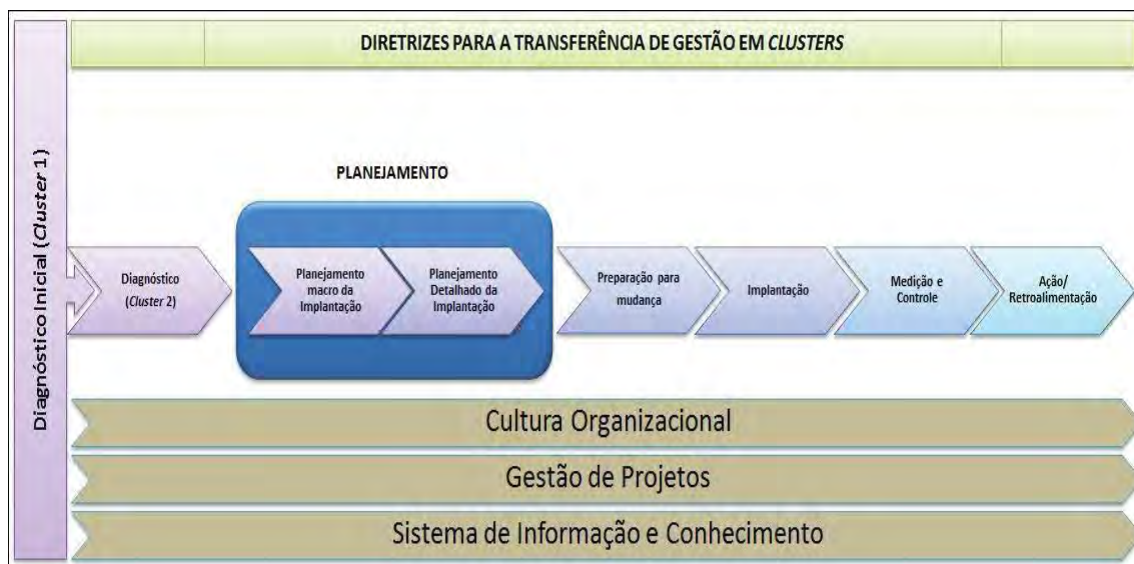 DIRETRIZES PARA A TRANSFERÊNCIA DE GESTÃO EM CLUSTERS
Diagnóstico Inicial (Cluster 1)
PLANEJAMENTO
Diagnóstico
(Cluster 2)
Planejamento
macro da
Implantação
Planejamento
Detalhado da
Implantação
Preparação para
mudança
Implantação
Medição e
Controle
Ação/
Retroalimentação
Cultura Organizacional
Gestão de Projetos
Sistema de Informação e Conhecimento